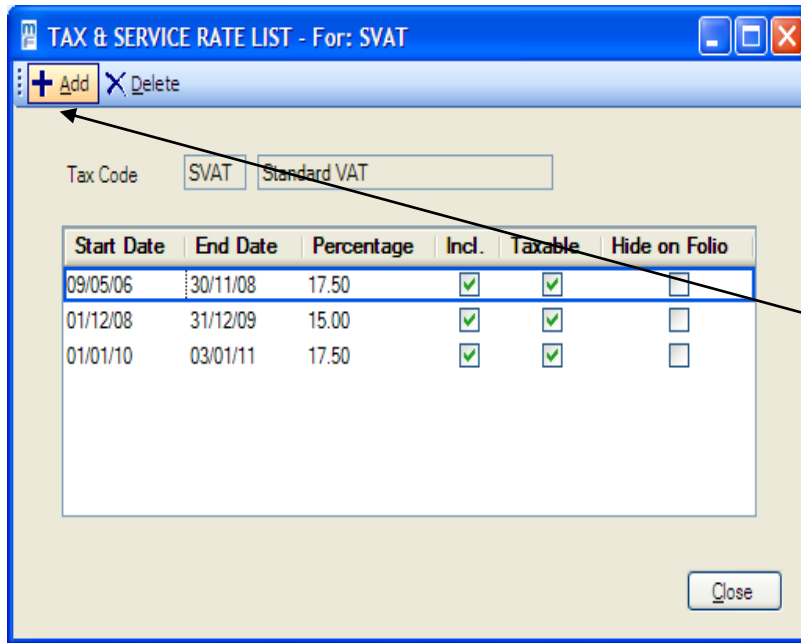 TAX & SERVICE RATE LIST - For: SVAT
Add Delete
Tax Code SVAT Standard VAT
Start Date End Date Percentage Incl. Taxable Hide on Folio
09/05/06 30/11/08 17.50
01/12/08 31/12/09 15.00
01/01/10 03/01/11 17.50
Close